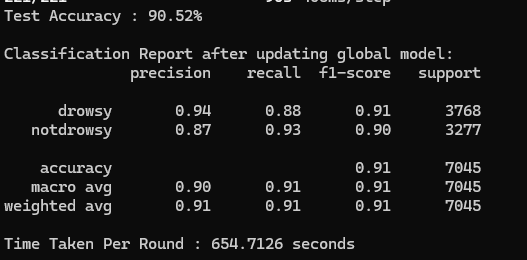 Test Accuracy : 90.52%
Classification Report after updating global model:
precision recall f1-score support
drowsy 0.94 0.88 0.91 3768
notdrowsy 0.87 0.93 0.90 3277
accuracy 0.91 7045
macro avg 0.90 0.91 0.91 7045
weighted avg 0.91 0.91 0.91 7045
Time Taken Per Round : 654.7126 seconds